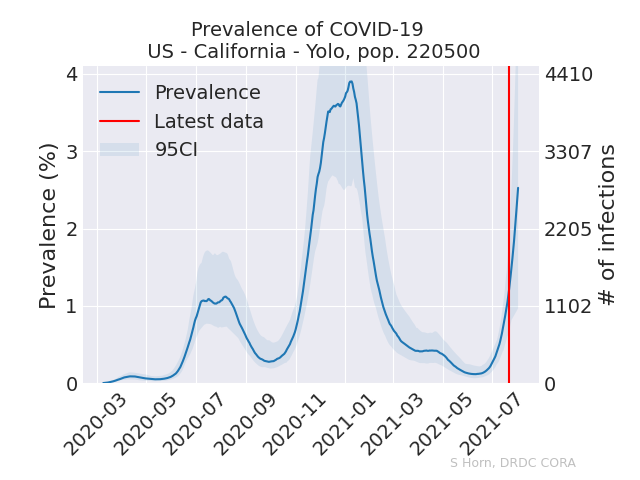 Prevalence of COVID-19
US - California - Yolo, pop. 220500
Prevalence
Latest data
95CI
Prevalence (%)
4
3
2
1
0
4410
3307
2205
1102
0
# of infections
2020-03
2020-05
2020-07
2020-09
2020-11
2021-01
2021-03
2021-05
2021-07
S Horn, DRDC CORA